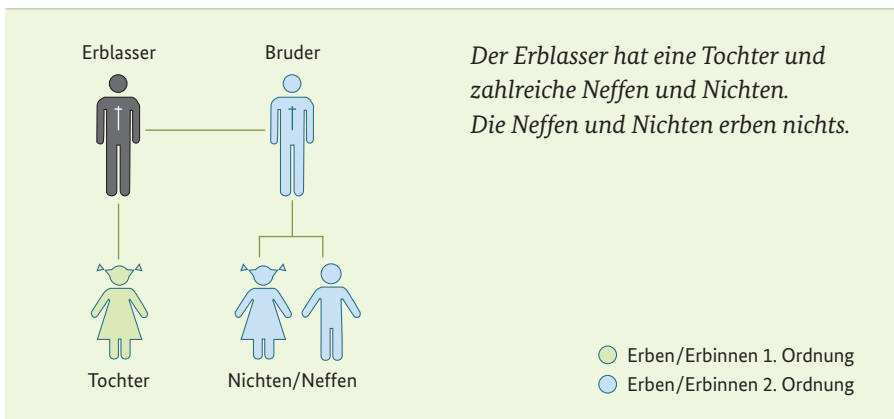 Erblasser
Bruder
Der Erblasser hat eine Tochter und
zahlreiche Neffen und Nichten.
Die Neffen und Nichten erben nichts.
Tochter
Nichten/Neffen
Erben/Erbinnen 1. Ordnung
Erben/Erbinnen 2. Ordnung